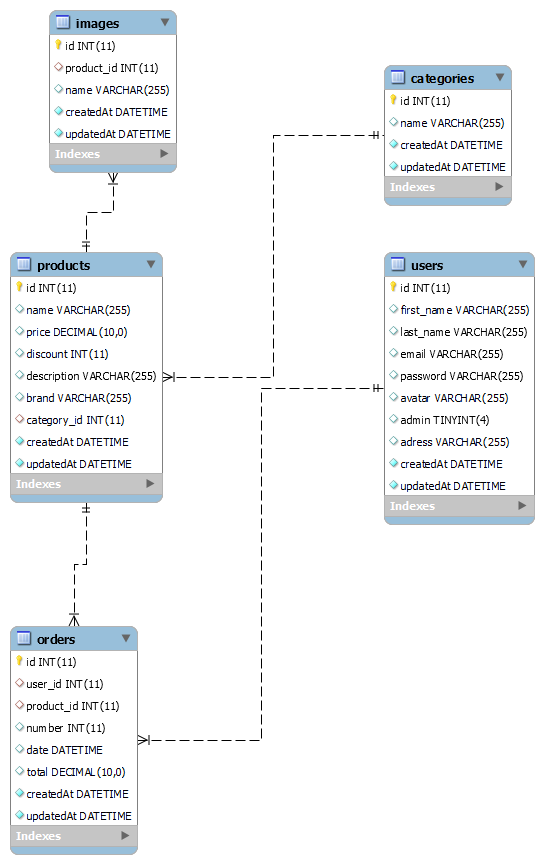 images
id INT(11)
product_id INT(11)
name VARCHAR(255)
createdAt DATETIME
updatedAt DATETIME
Indexes
categories
id INT(11)
name VARCHAR(255)
createdAt DATETIME
updatedAt DATETIME
Indexes
products
id INT(11)
name VARCHAR(255)
price DECIMAL(10,0)
discount INT(11)
description VARCHAR(255)
brand VARCHAR(255)
category_id INT(11)
createdAt DATETIME
updatedAt DATETIME
Indexes
users
id INT(11)
first_name VARCHAR(255)
last_name VARCHAR(255)
email VARCHAR(255)
password VARCHAR(255)
avatar VARCHAR(255)
admin TINYINT(4)
adress VARCHAR(255)
createdAt DATETIME
updatedAt DATETIME
Indexes
orders
id INT(11)
user_id INT(11)
product_id INT(11)
number INT(11)
date DATETIME
total DECIMAL(10,0)
createdAt DATETIME
updatedAt DATETIME
Indexes